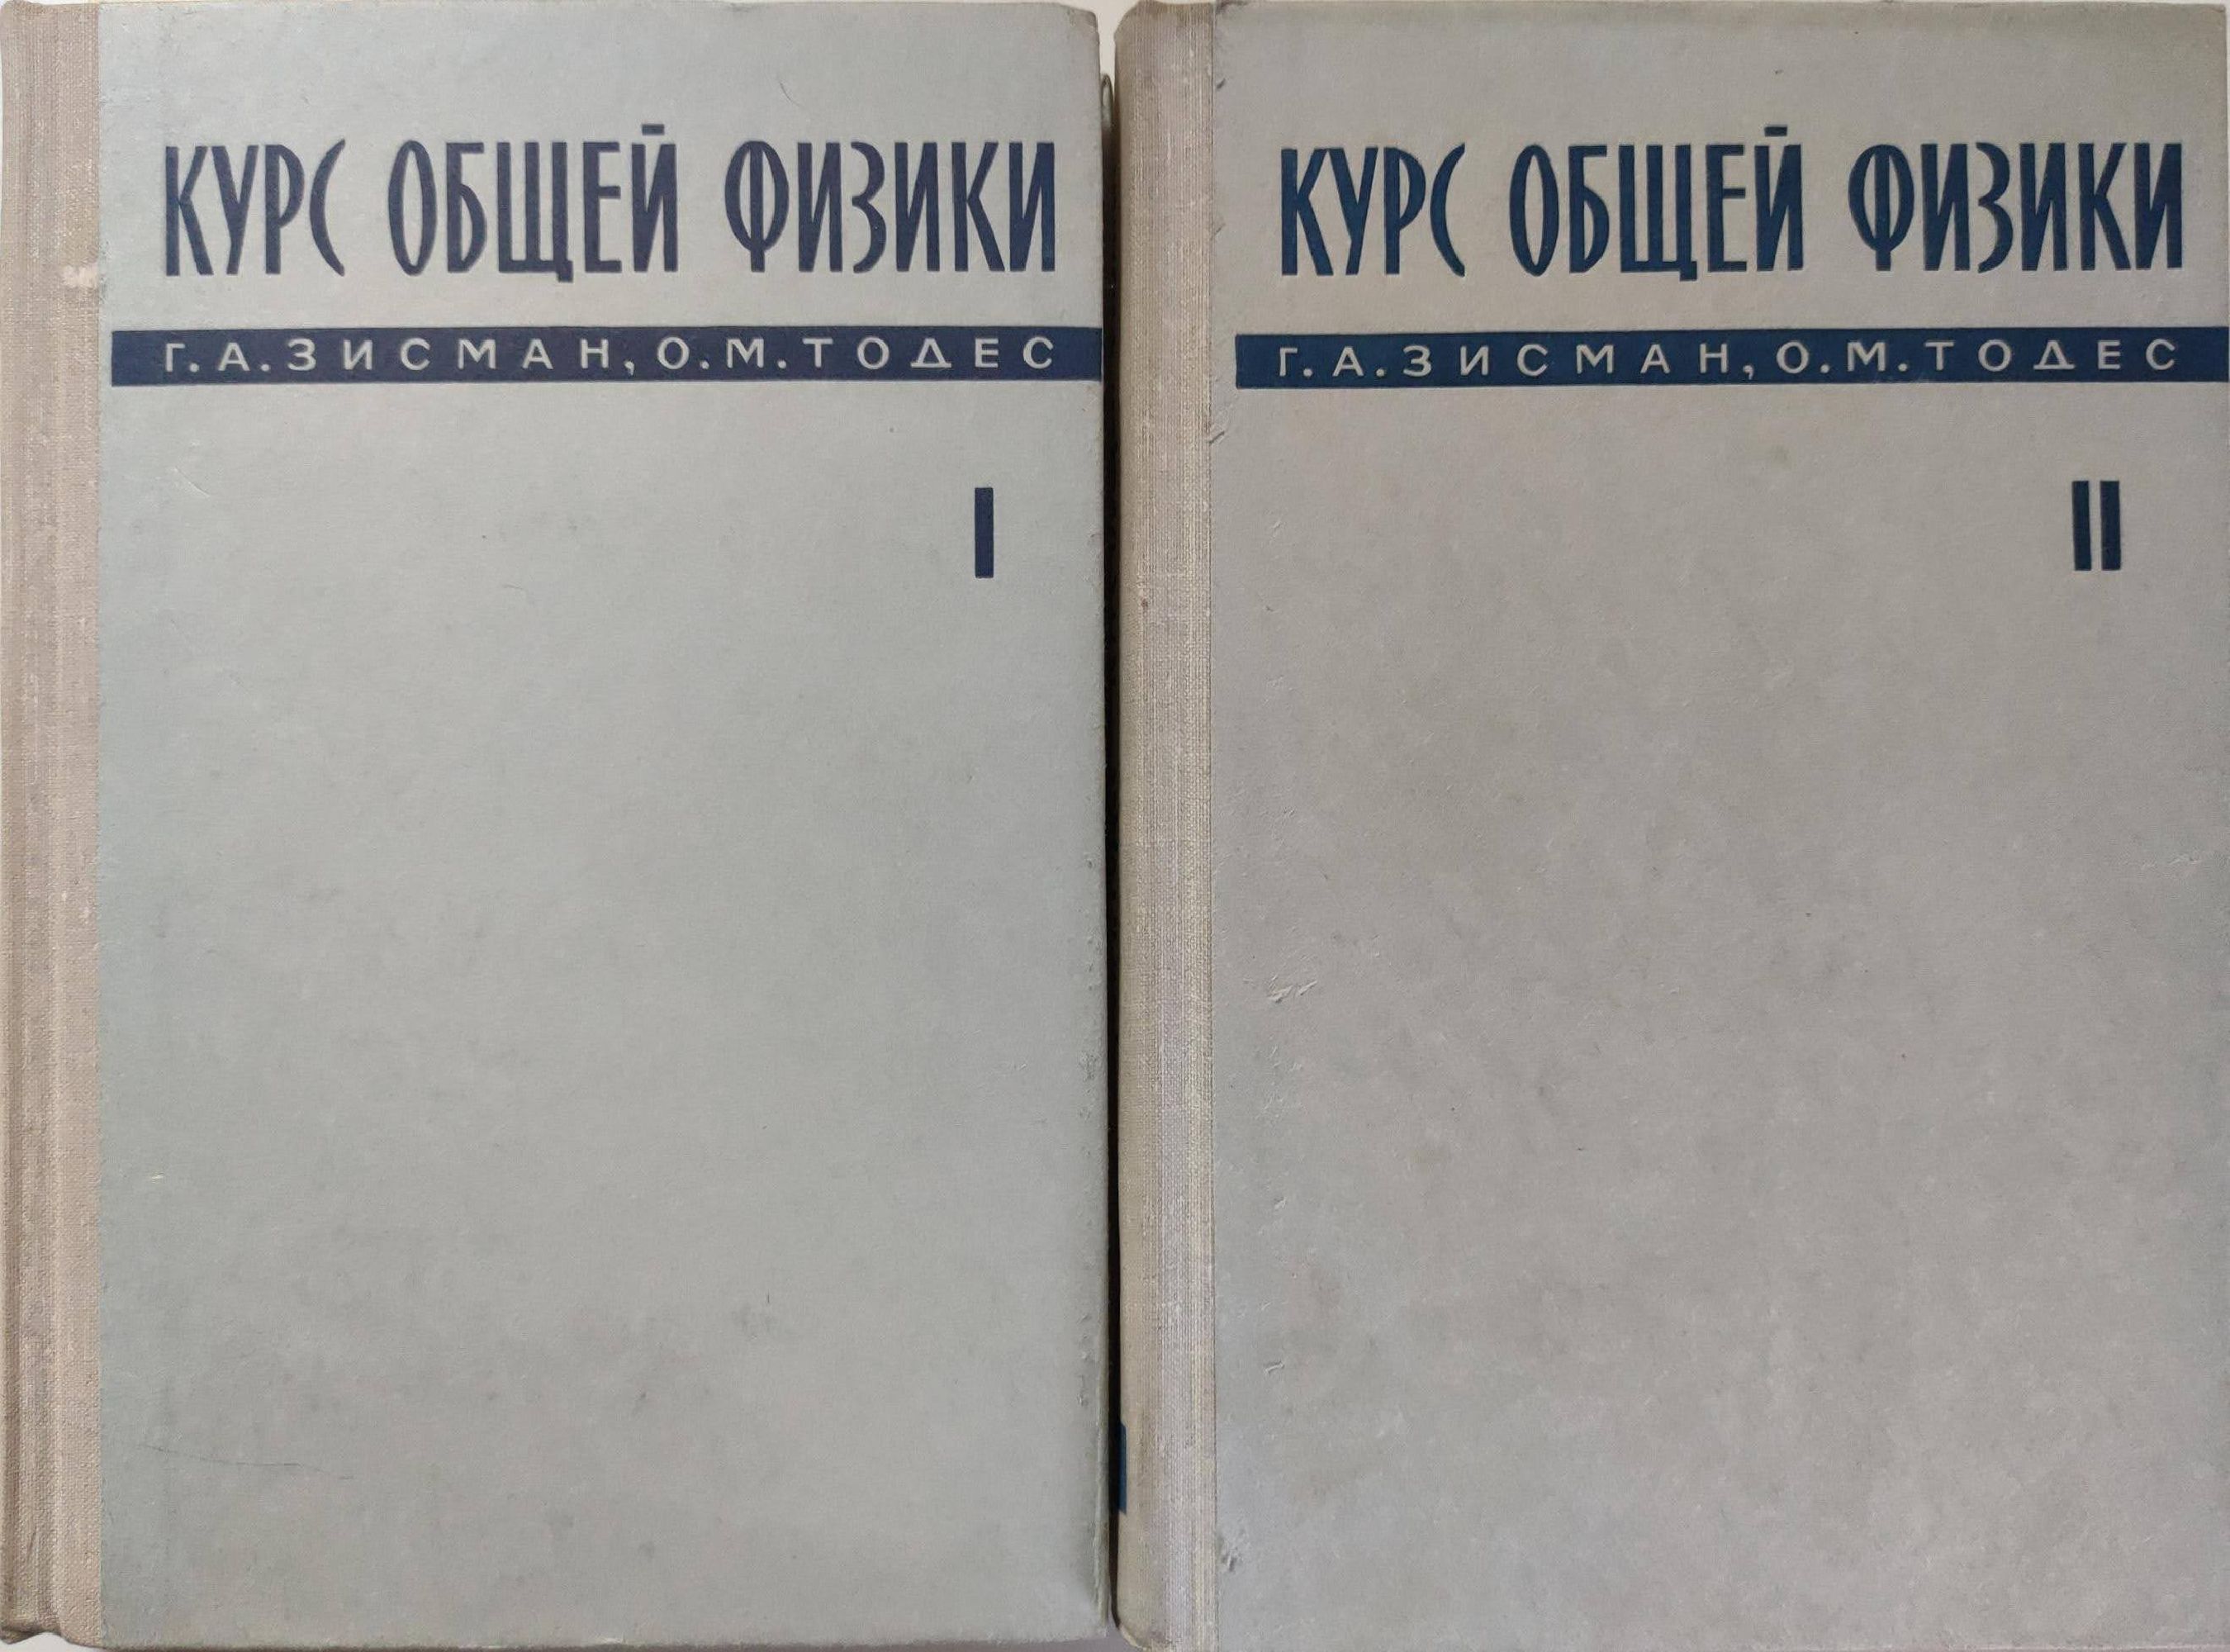 КУРС ОБЩЕЙ ФИЗИКИ
Г. А. ЗИСМАН, О. М. ТОДЕС
I
КУРС ОБЩЕЙ ФИЗИКИ
Г. А. ЗИСМАН, О. М. ТОДЕС
II